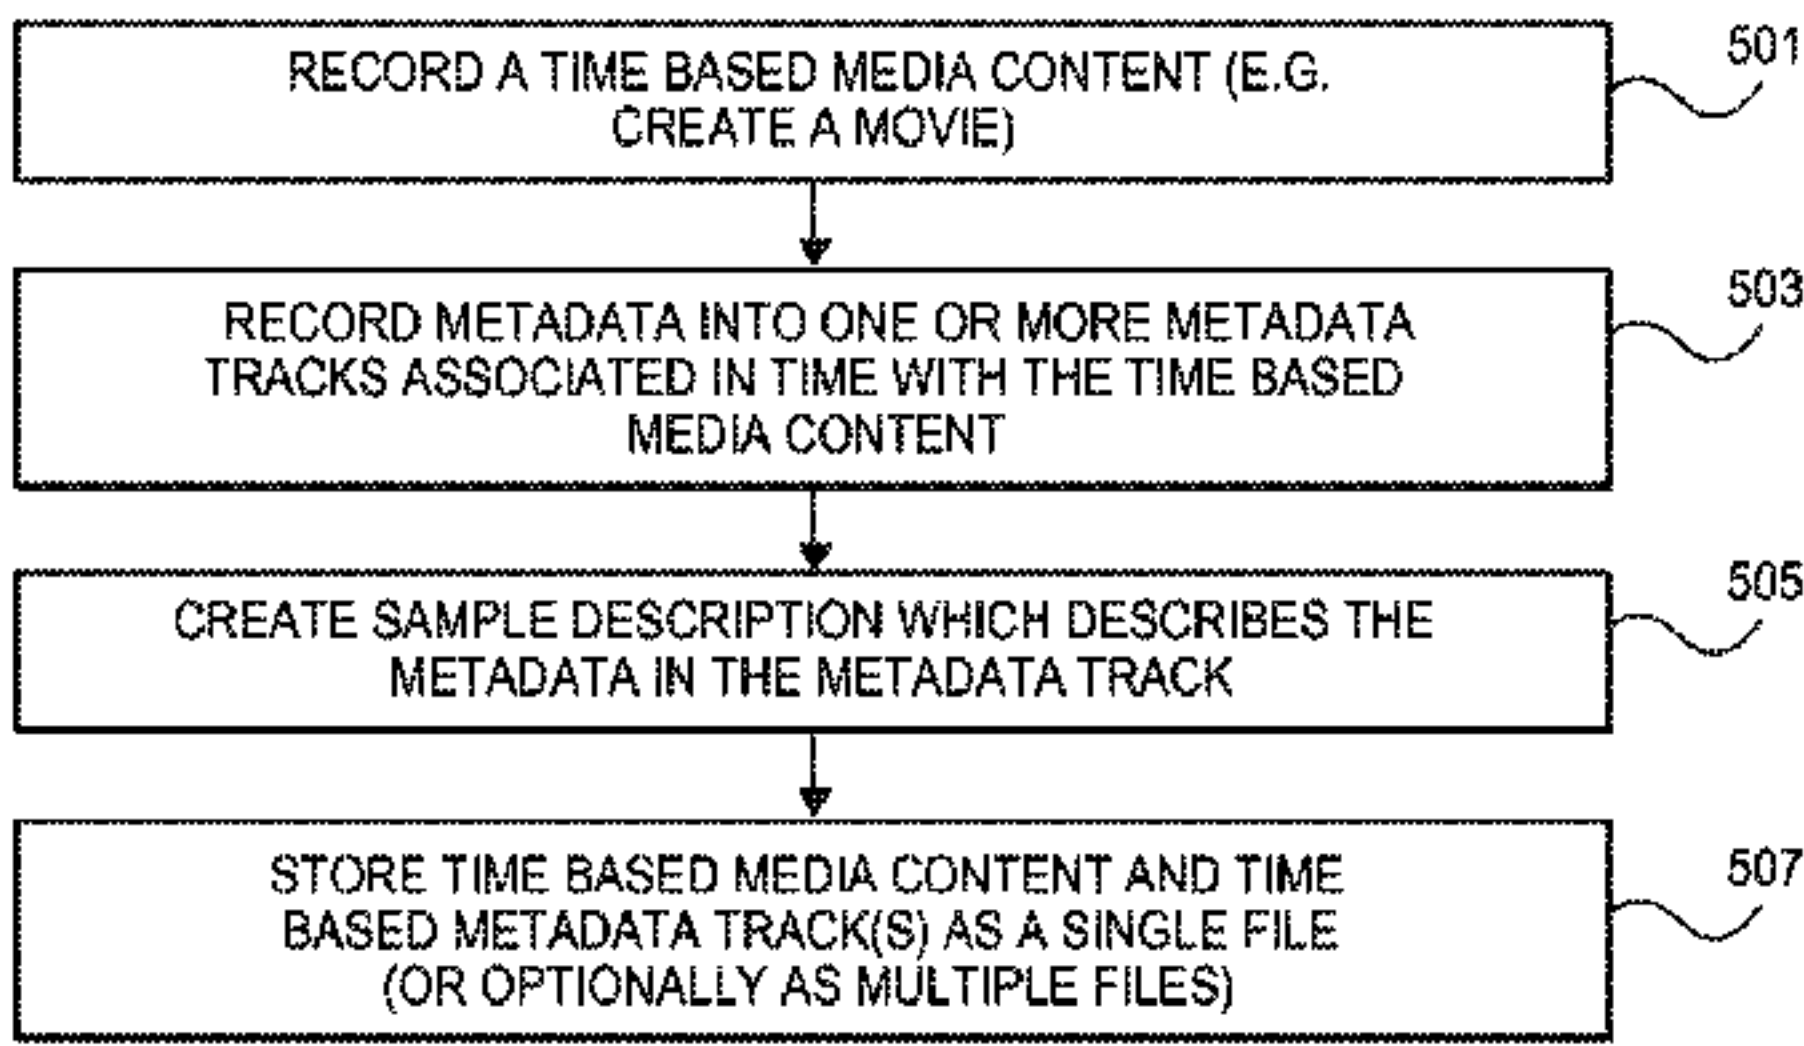 RECORD A TIME BASED MEDIA CONTENT (E.G.
CREATE A MOVIE)
501
RECORD METADATA INTO ONE OR MORE METADATA
TRACKS ASSOCIATED IN TIME WITH THE TIME BASED
MEDIA CONTENT
503
CREATE SAMPLE DESCRIPTION WHICH DESCRIBES THE
METADATA IN THE METADATA TRACK
505
STORE TIME BASED MEDIA CONTENT AND TIME
BASED METADATA TRACK(S) AS A SINGLE FILE
(OR OPTIONALLY AS MULTIPLE FILES)
507